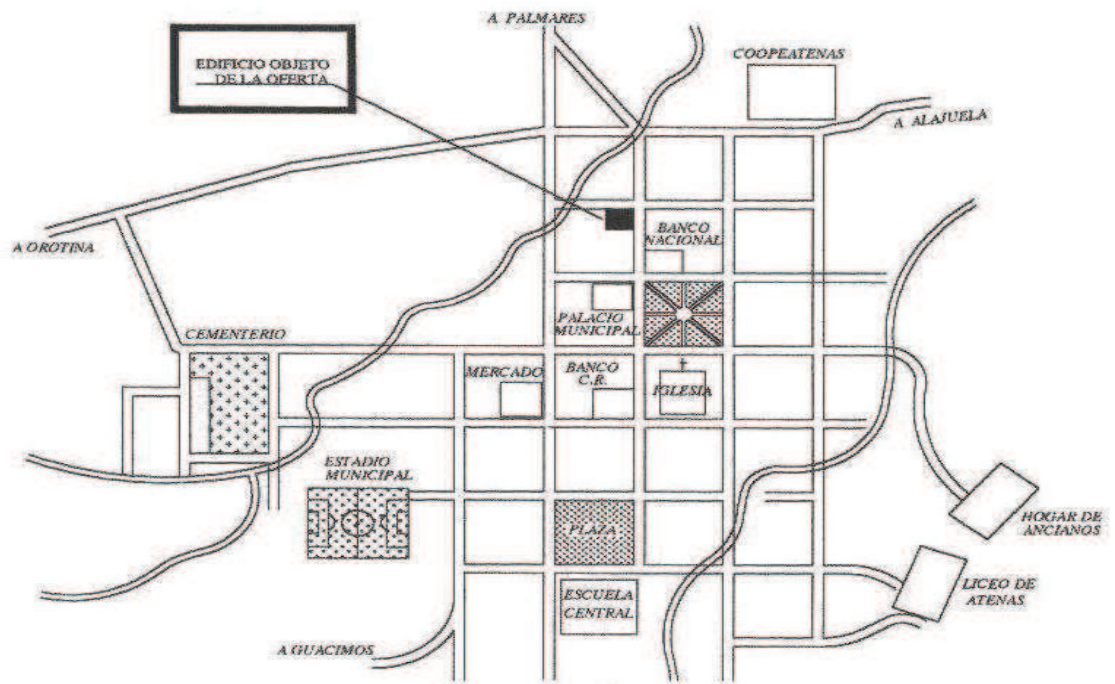 A PALMARES
EDIFICIO OBJETO
DE LA OFERTA
COOPEATENAS
A ALAJUELA
A OROTINA
BANCO
NACIONAL
PALACIO
MUNICIPAL
CEMENTERIO
MERCADO
BANCO
C.R.
IGLESIA
ESTADIO
MUNICIPAL
PLAZA
HOGAR DE
ANCIANOS
ESCUELA
CENTRAL
LICEO DE
ATENAS
A GUACIMOS